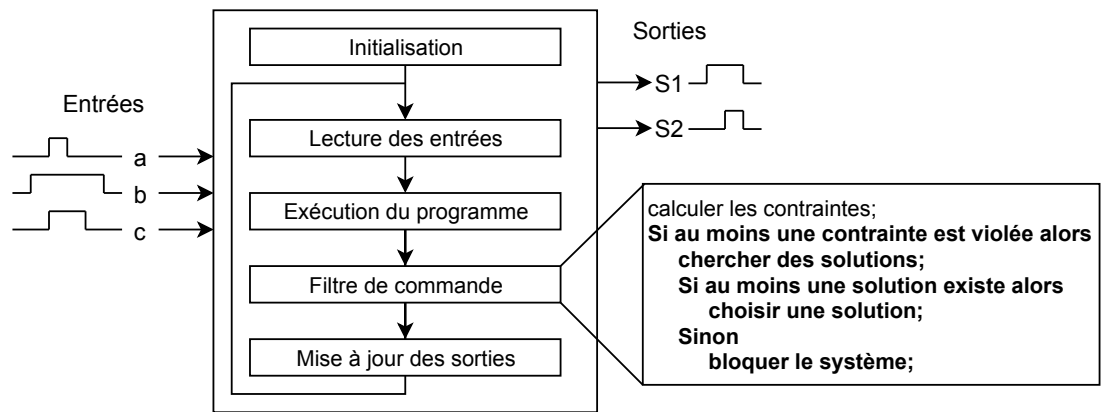 Initialisation
Lecture des entrées
Exécution du programme
Filtre de commande
Mise à jour des sorties
Entrées
a
b
c
Sorties
S1
S2
calculer les contraintes;
Si au moins une contrainte est violée alors
chercher des solutions;
Si au moins une solution existe alors
choisir une solution;
Sinon
bloquer le système;